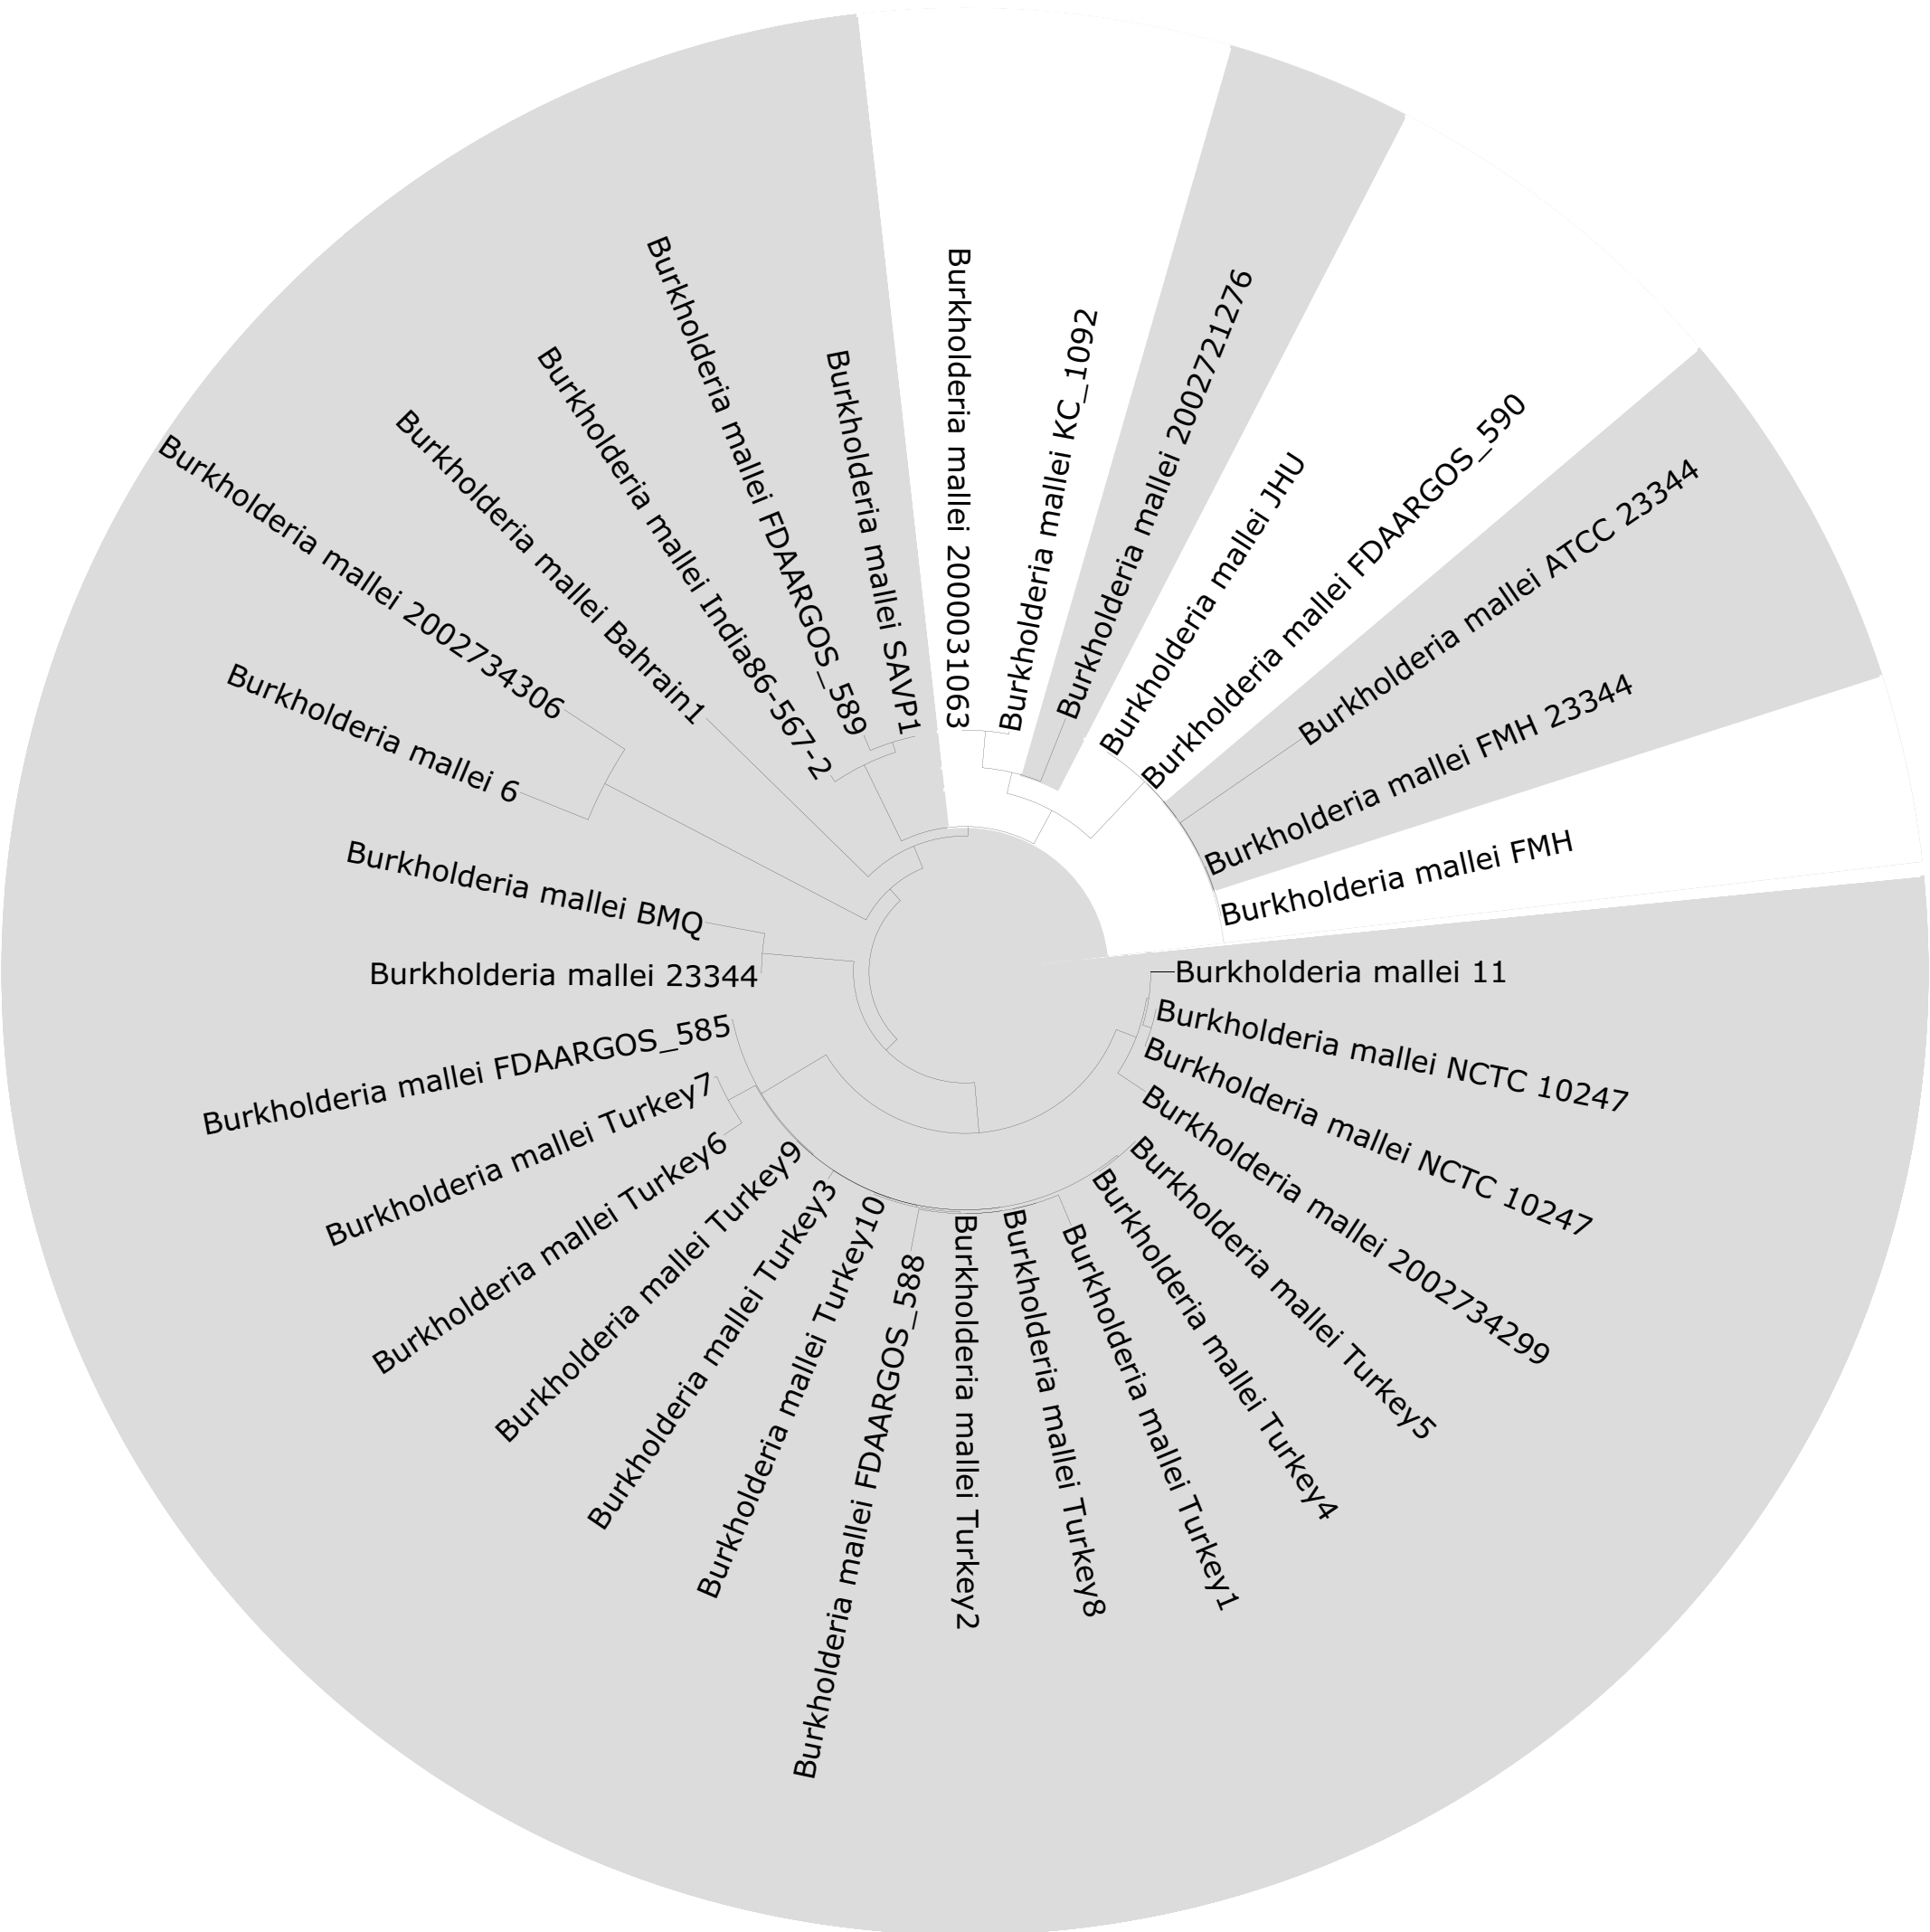 Burkholderia mallei 2000031063
Burkholderia mallei KC_1092
Burkholderia mallei 2002721276
Burkholderia mallei JHU
Burkholderia mallei FDAARGOS_590
Burkholderia mallei ATCC 23344
Burkholderia mallei FMH 23344
Burkholderia mallei FMH
Burkholderia mallei 11
Burkholderia mallei NCTC 10247
Burkholderia mallei NCTC 10247
Burkholderia mallei 2002734299
Burkholderia mallei Turkey5
Burkholderia mallei Turkey4
Burkholderia mallei Turkey1
Burkholderia mallei Turkey8
Burkholderia mallei Turkey2
Burkholderia mallei FDAARGOS_588
Burkholderia mallei Turkey10
Burkholderia mallei Turkey3
Burkholderia mallei Turkey9
Burkholderia mallei Turkey6
Burkholderia mallei Turkey7
Burkholderia mallei FDAARGOS_585
Burkholderia mallei 23344
Burkholderia mallei BMQ
Burkholderia mallei 6
Burkholderia mallei 2002734306
Burkholderia mallei Bahrain1
Burkholderia mallei India86-567-2
Burkholderia mallei FDAARGOS_589
Burkholderia mallei SAVP1